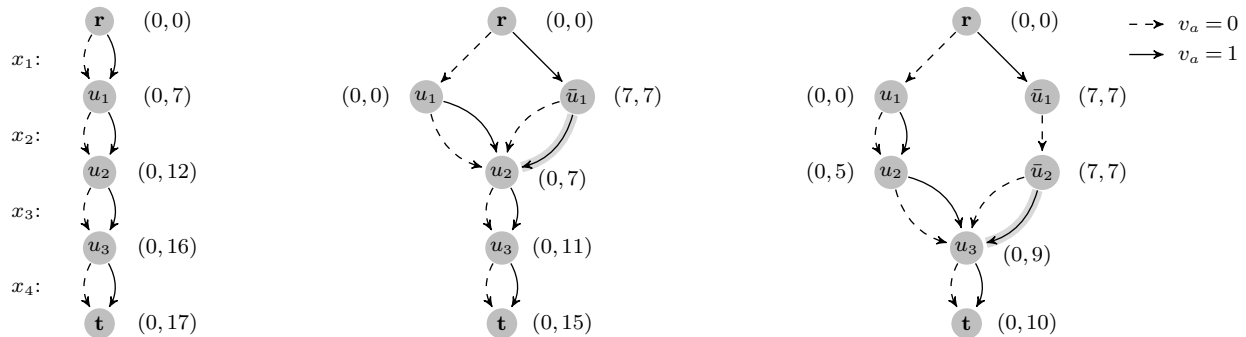 r (0,0) r (0,0) r (0,0) v_a = 0
x₁: v_a = 1
u₁ (0,7) (0,0) u₁ ū₁ (7,7) (0,0) u₁ ū₁ (7,7)
x₂:
u₂ (0,12) u₂ (0,7) (0,5) u₂ ū₂ (7,7)
x₃:
u₃ (0,16) u₃ (0,11) u₃ (0,9)
x₄:
t (0,17) t (0,15) t (0,10)